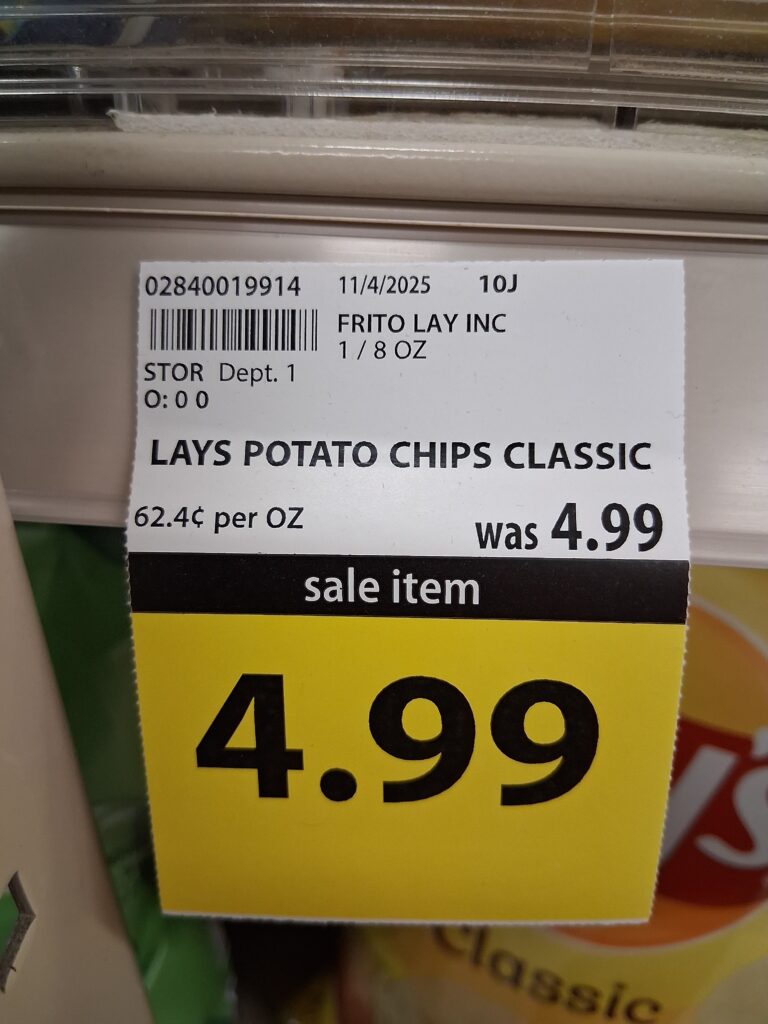 02840019914 11/4/2025 10J
FRITO LAY INC
1 / 8 OZ
STOR Dept. 1
O: 0 0
LAYS POTATO CHIPS CLASSIC
62.4¢ per OZ was 4.99
sale item
4.99
Classic